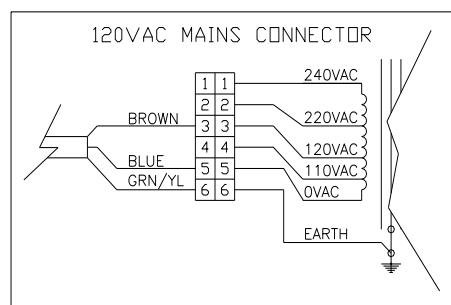 120VAC MAINS CONNECTOR
240VAC
1 1
2 2
220VAC
BROWN
3 3
120VAC
4 4
110VAC
BLUE
5 5
0VAC
GRN/YL
6 6
EARTH